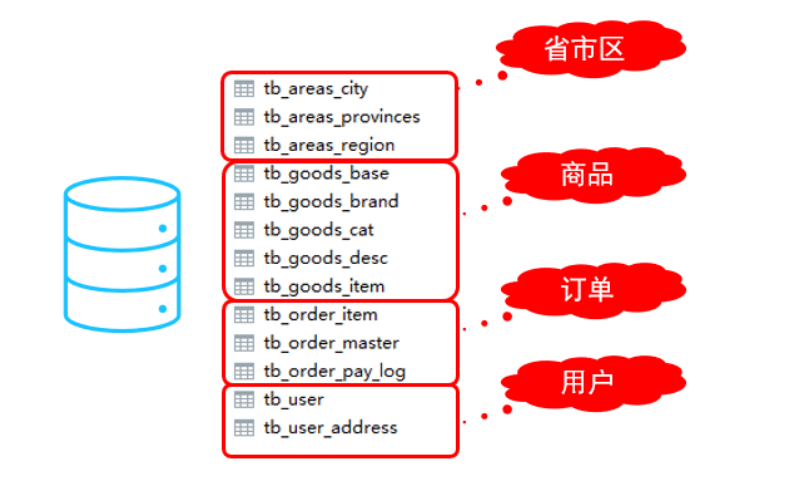 省市区
tb_areas_city
tb_areas_provinces
tb_areas_region
商品
tb_goods_base
tb_goods_brand
tb_goods_cat
tb_goods_desc
tb_goods_item
订单
tb_order_item
tb_order_master
tb_order_pay_log
用户
tb_user
tb_user_address